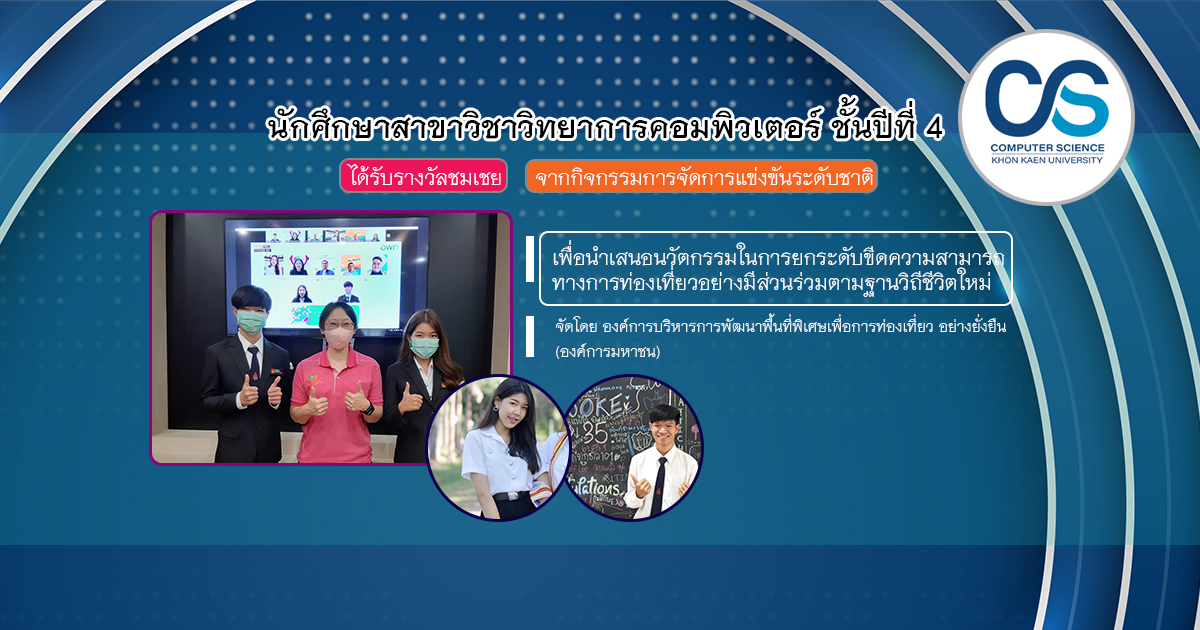 นักศึกษาสาขาวิชาวิทยาการคอมพิวเตอร์ ชั้นปีที่ 4
CS
COMPUTER SCIENCE
KHON KAEN UNIVERSITY
ได้รับรางวัลชมเชย
จากกิจกรรมการจัดการแข่งขันระดับชาติ
เพื่อนำเสนอนวัตกรรมในการยกระดับขีดความสามารถ
ทางการท่องเที่ยวอย่างมีส่วนร่วมตามฐานวิถีชีวิตใหม่
จัดโดย องค์การบริหารการพัฒนาพื้นที่พิเศษเพื่อการท่องเที่ยว อย่างยั่งยืน
(องค์การมหาชน)
อพท
JOKE
35
ulations